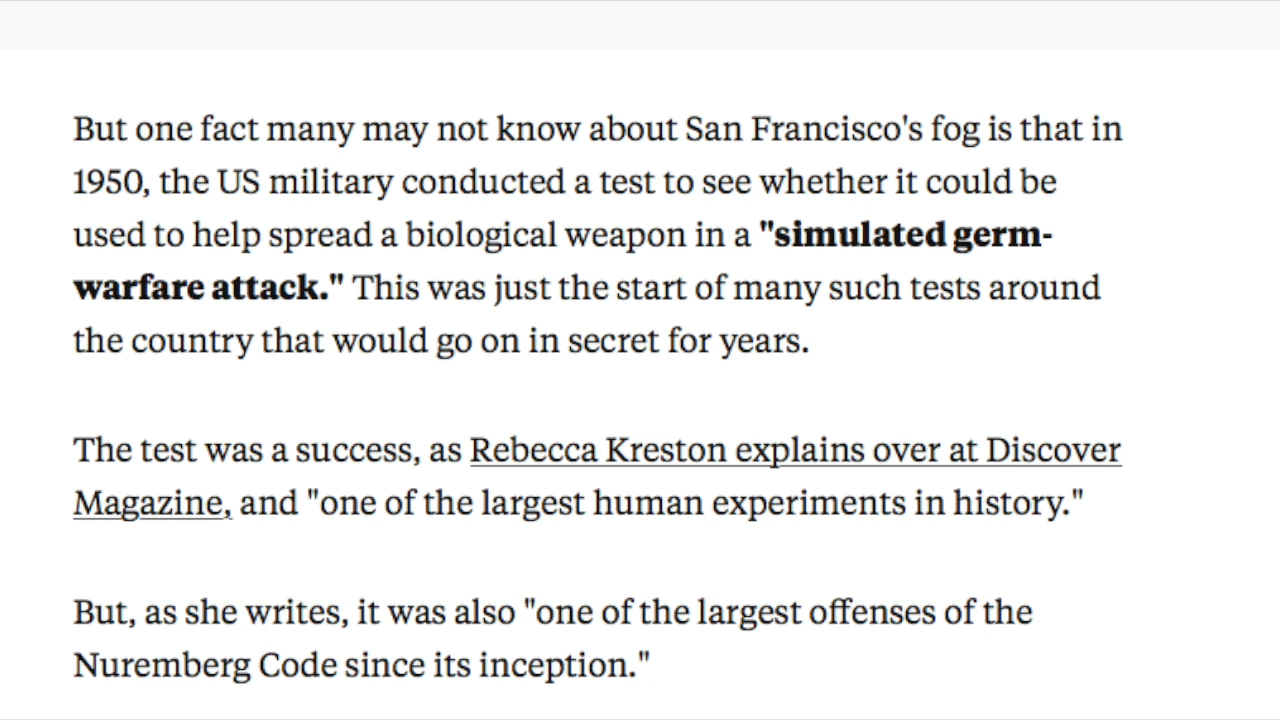 But one fact many may not know about San Francisco's fog is that in
1950, the US military conducted a test to see whether it could be
used to help spread a biological weapon in a "simulated germ-
warfare attack." This was just the start of many such tests around
the country that would go on in secret for years.
The test was a success, as Rebecca Kreston explains over at Discover
Magazine, and "one of the largest human experiments in history."
But, as she writes, it was also "one of the largest offenses of the
Nuremberg Code since its inception."